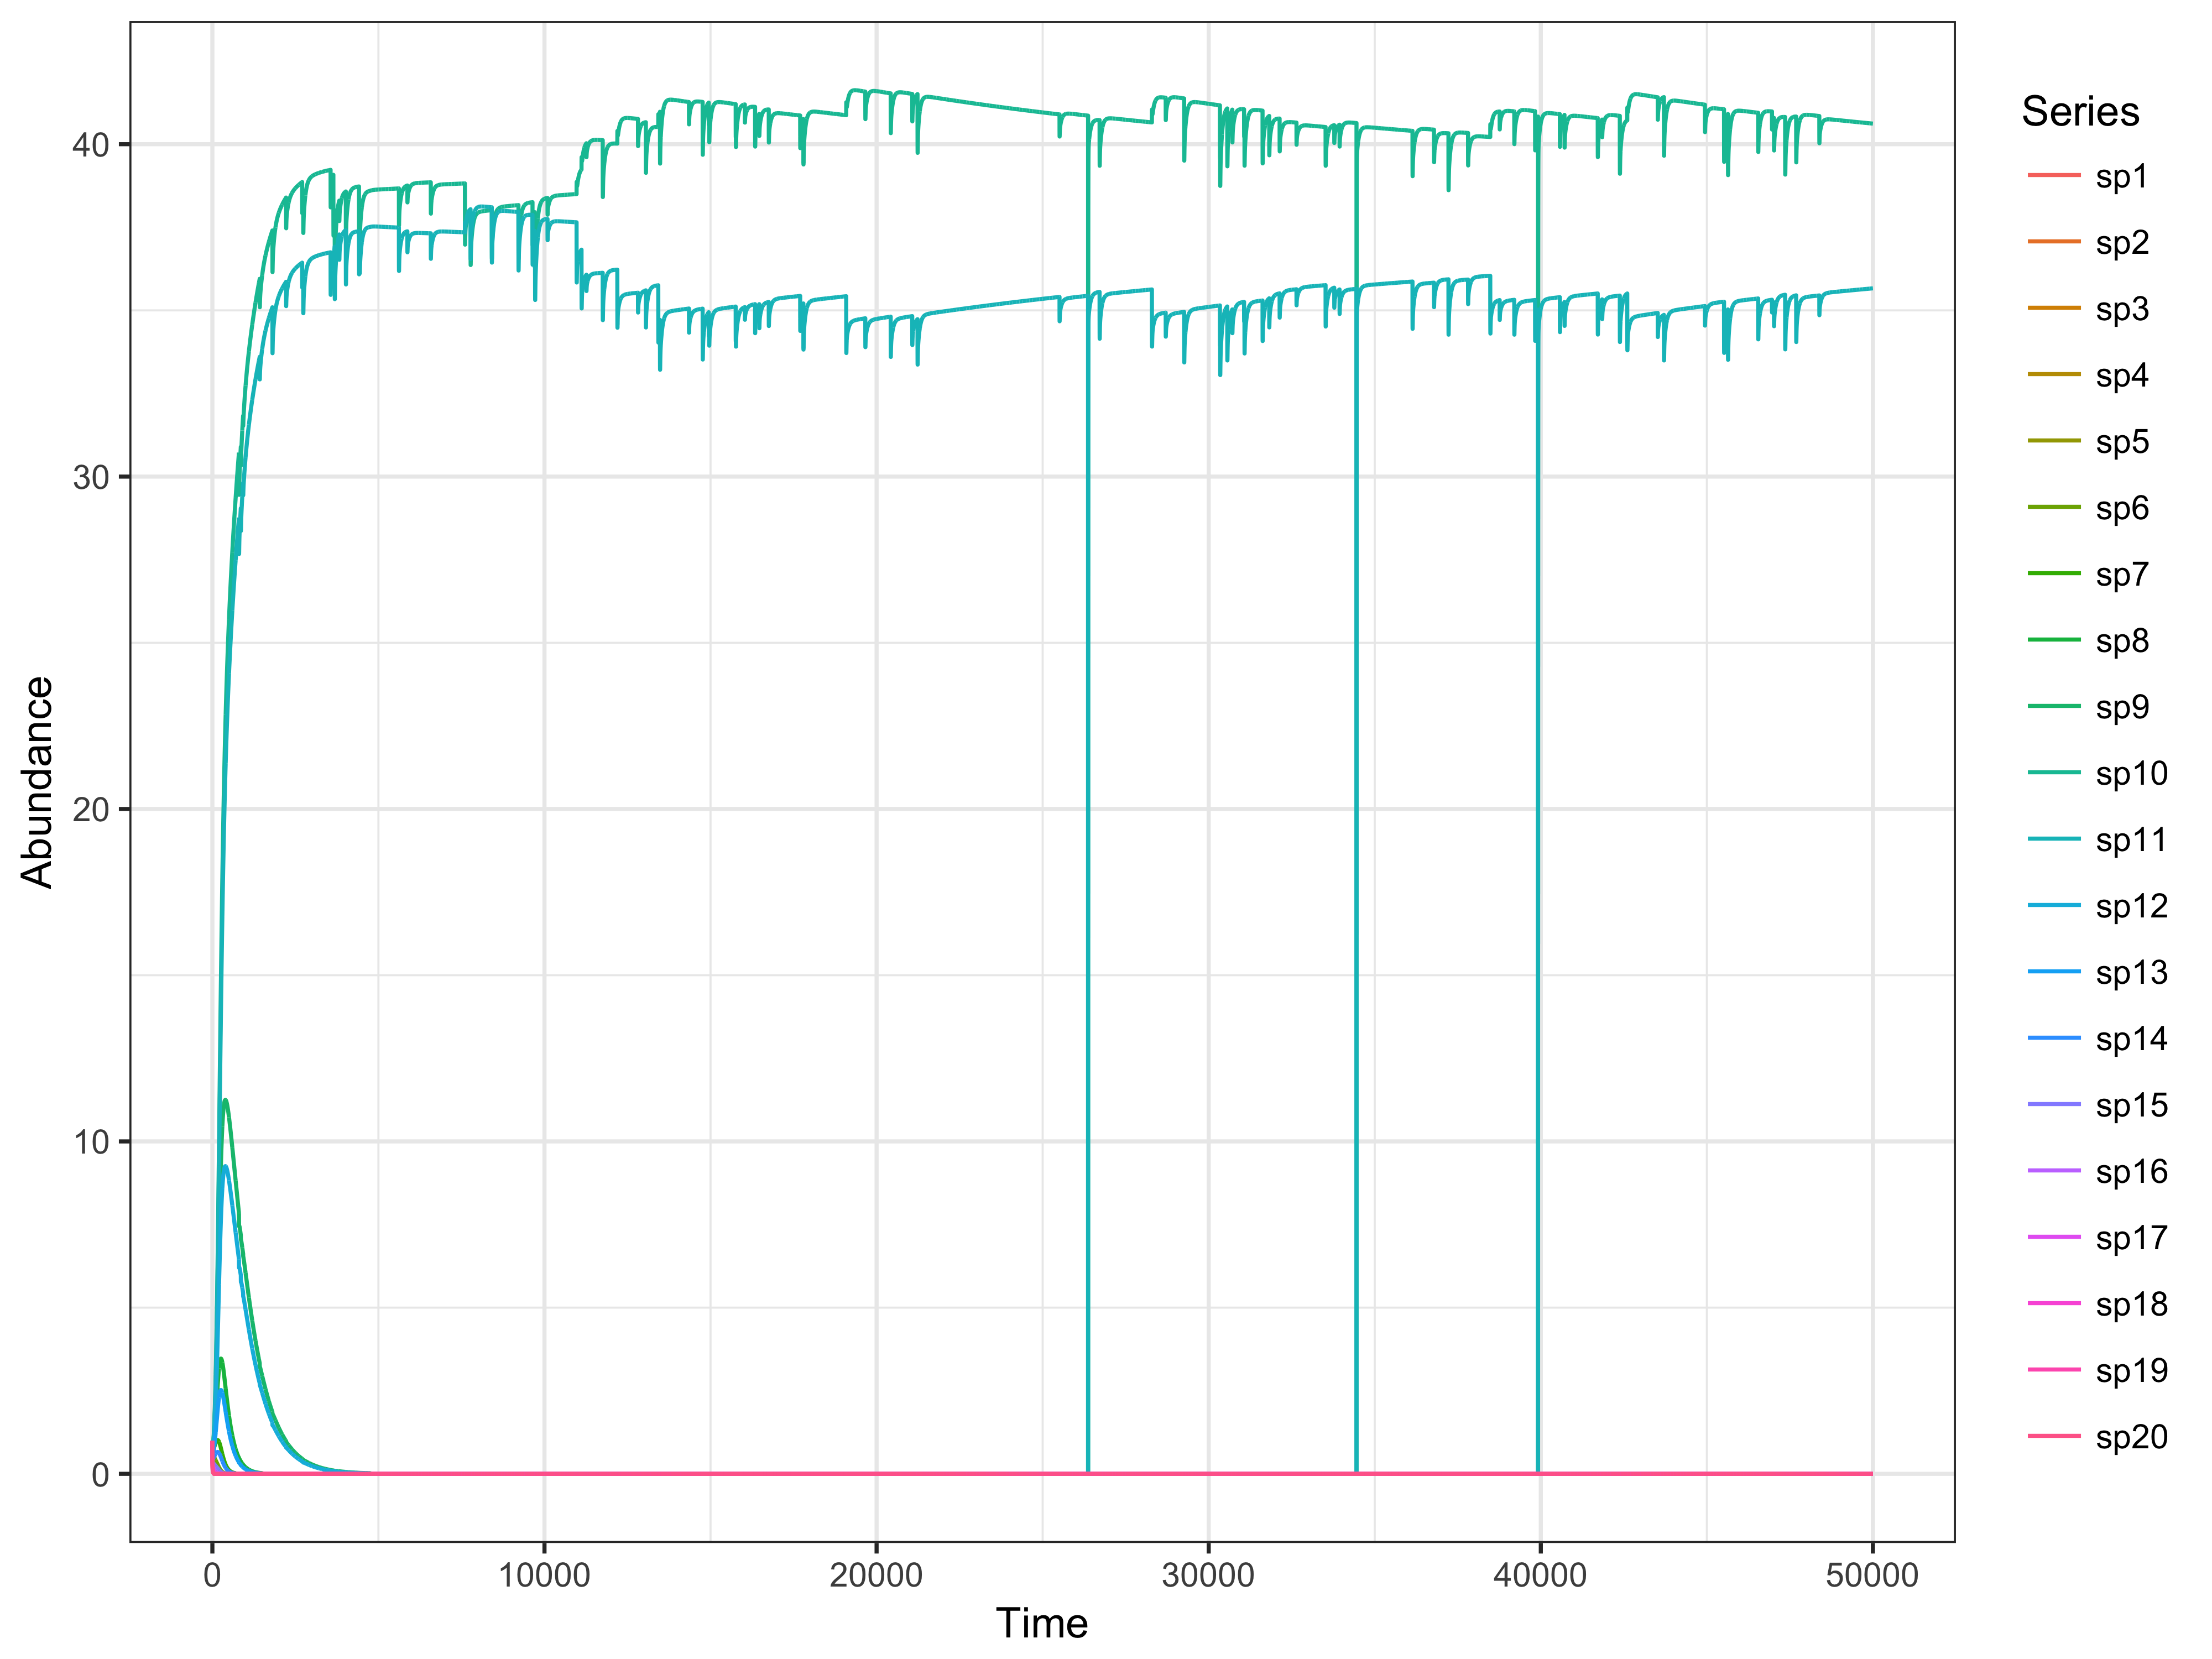 Abundance
40
30
20
10
0
0 10000 20000 30000 40000 50000
Time
Series
sp1
sp2
sp3
sp4
sp5
sp6
sp7
sp8
sp9
sp10
sp11
sp12
sp13
sp14
sp15
sp16
sp17
sp18
sp19
sp20